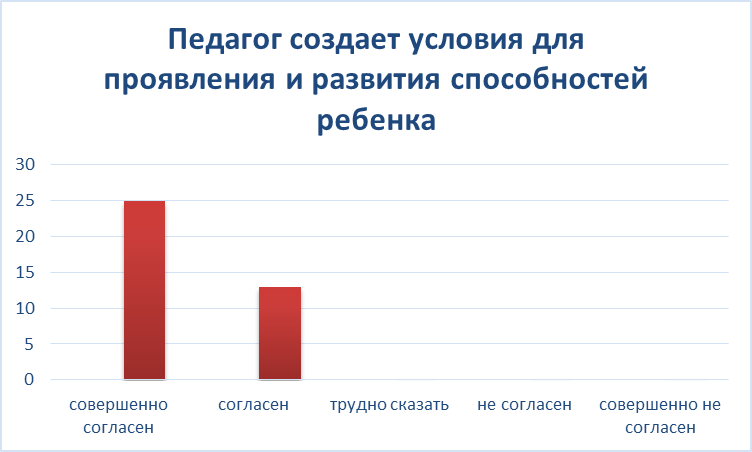 Педагог создает условия для
проявления и развития способностей
ребенка
30
25
20
15
10
5
0
совершенно
согласен
согласен
трудно сказать
не согласен
совершенно не
согласен